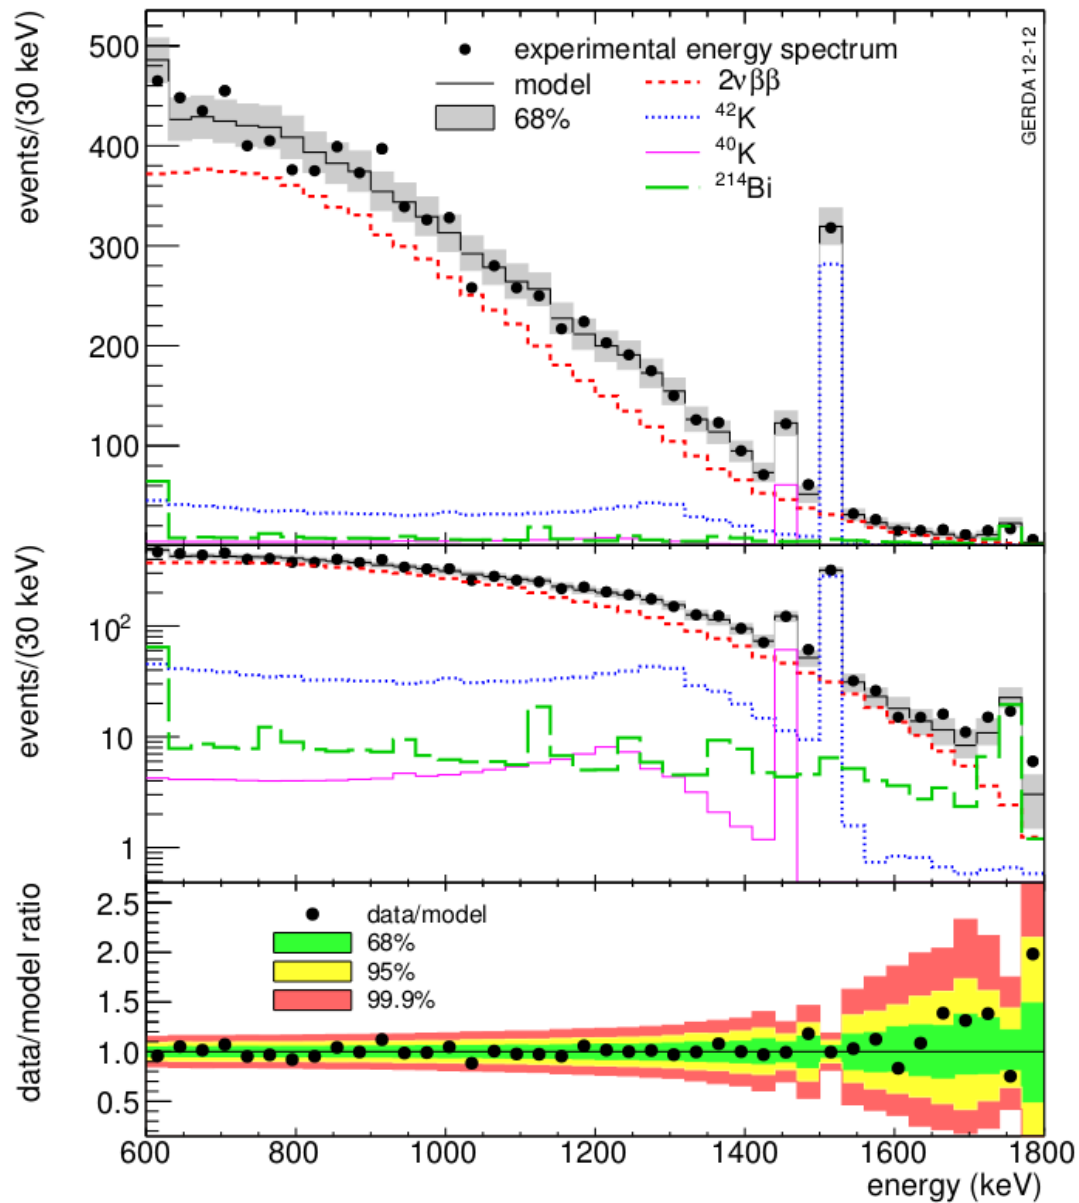 events/(30 keV)
500
400
300
200
100
experimental energy spectrum
model
68%
2νββ
⁴²K
⁴⁰K
²¹⁴Bi
GERDA 12-12
events/(30 keV)
10²
10
1
data/model ratio
2.5
2.0
1.5
1.0
0.5
data/model
68%
95%
99.9%
600 800 1000 1200 1400 1600 1800
energy (keV)